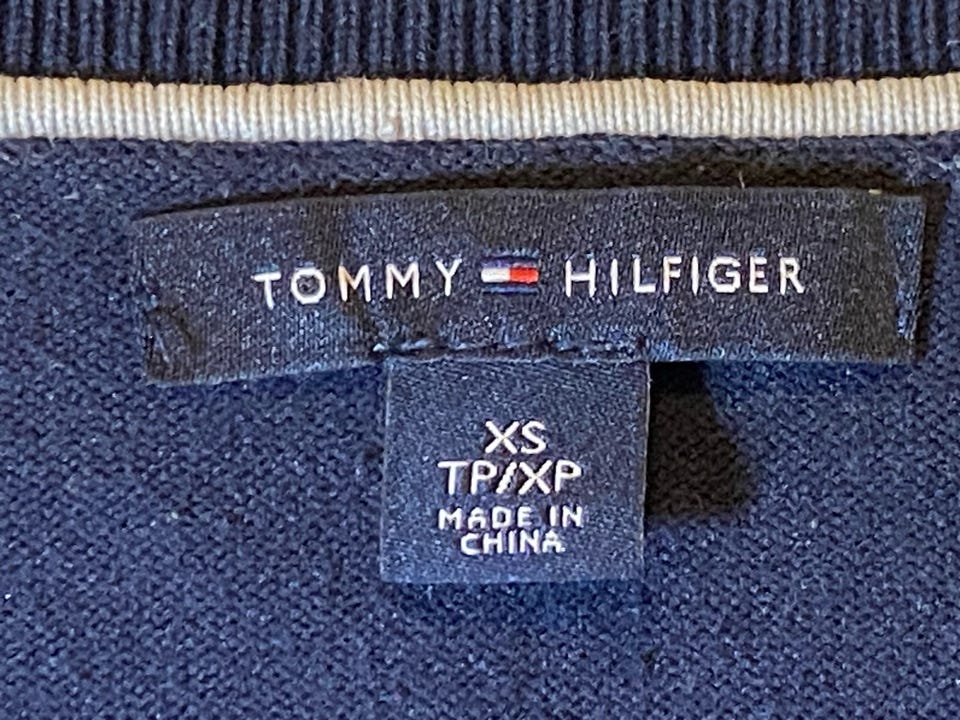 TOMMY HILFIGER
XS
TP/XP
MADE IN
CHINA